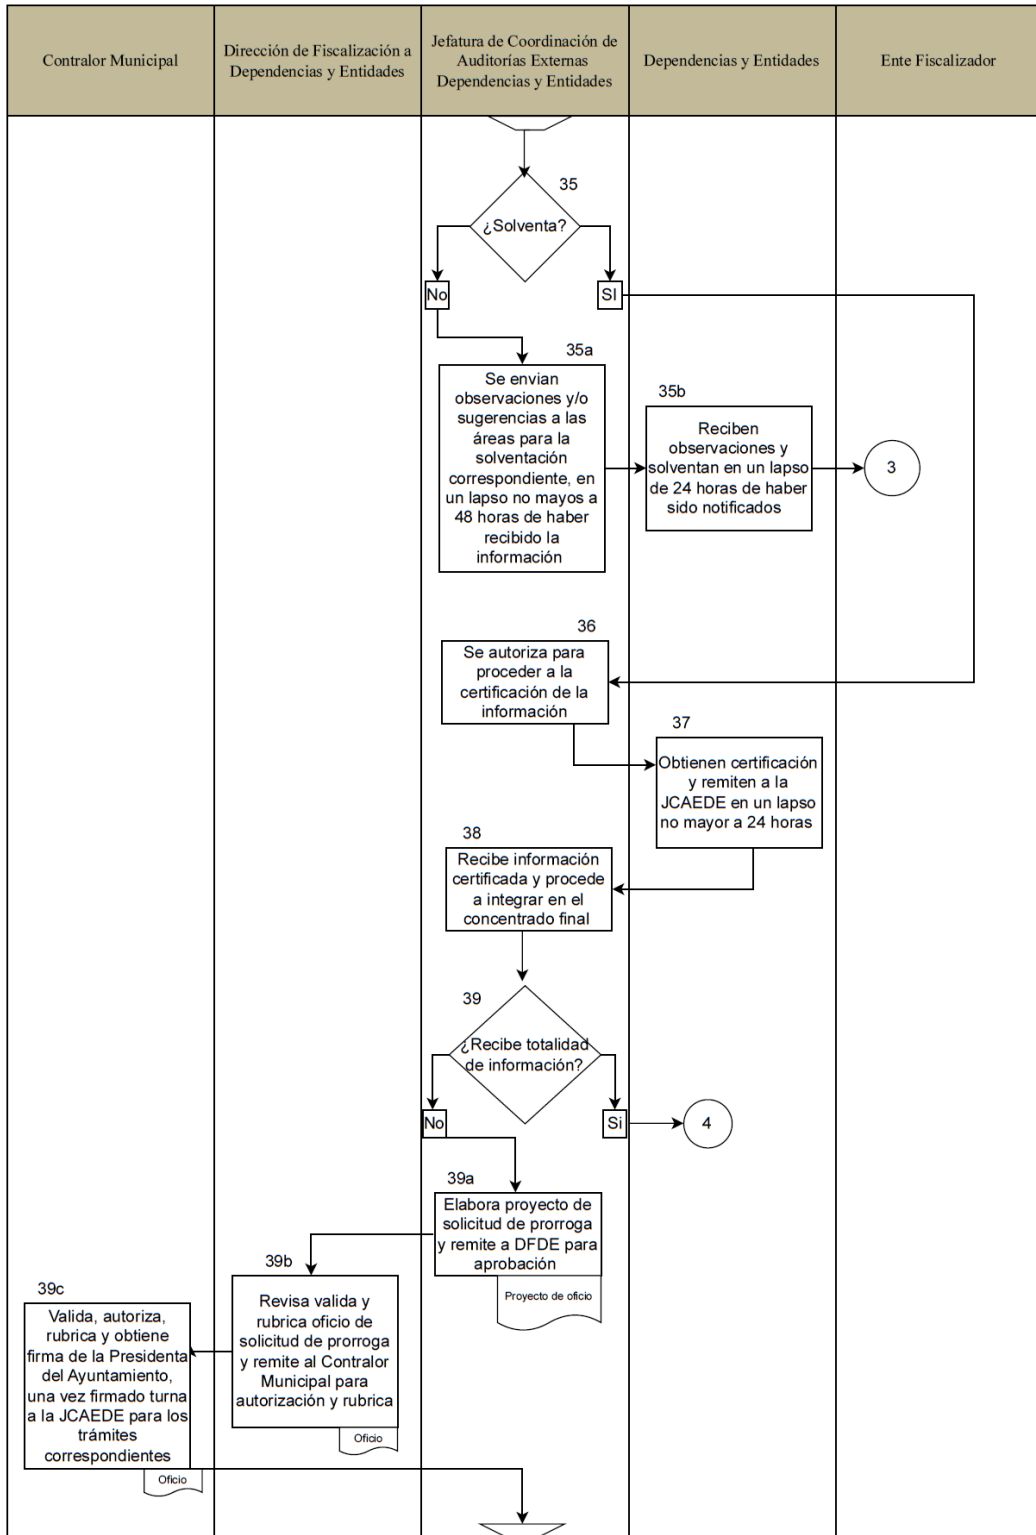 Contralor Municipal
Dirección de Fiscalización a
Dependencias y Entidades
Jefatura de Coordinación de
Auditorías Externas
Dependencias y Entidades
Dependencias y Entidades
Ente Fiscalizador
35
¿Solventa?
No
SI
35a
Se envian
observaciones y/o
sugerencias a las
áreas para la
solventación
correspondiente, en
un lapso no mayos a
48 horas de haber
recibido la
información
35b
Reciben
observaciones y
solventan en un lapso
de 24 horas de haber
sido notificados
3
36
Se autoriza para
proceder a la
certificación de la
información
37
Obtienen certificación
y remiten a la
JCAEDE en un lapso
no mayor a 24 horas
38
Recibe información
certificada y procede
a integrar en el
concentrado final
39
¿Recibe totalidad
de información?
No
Si
4
39a
Elabora proyecto de
solicitud de prorroga
y remite a DFDE para
aprobación
Proyecto de oficio
39b
Revisa valida y
rubrica oficio de
solicitud de prorroga
y remite al Contralor
Municipal para
autorización y rubrica
Oficio
39c
Valida, autoriza,
rubrica y obtiene
firma de la Presidenta
del Ayuntamiento,
una vez firmado turna
a la JCAEDE para los
trámites
correspondientes
Oficio